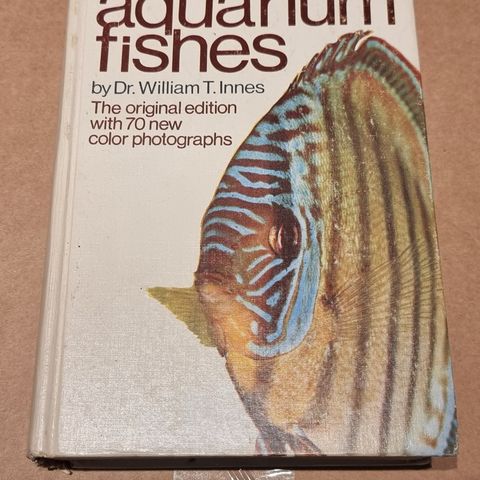 aquarium
fishes
by Dr. William T. Innes
The original edition
with 70 new
color photographs